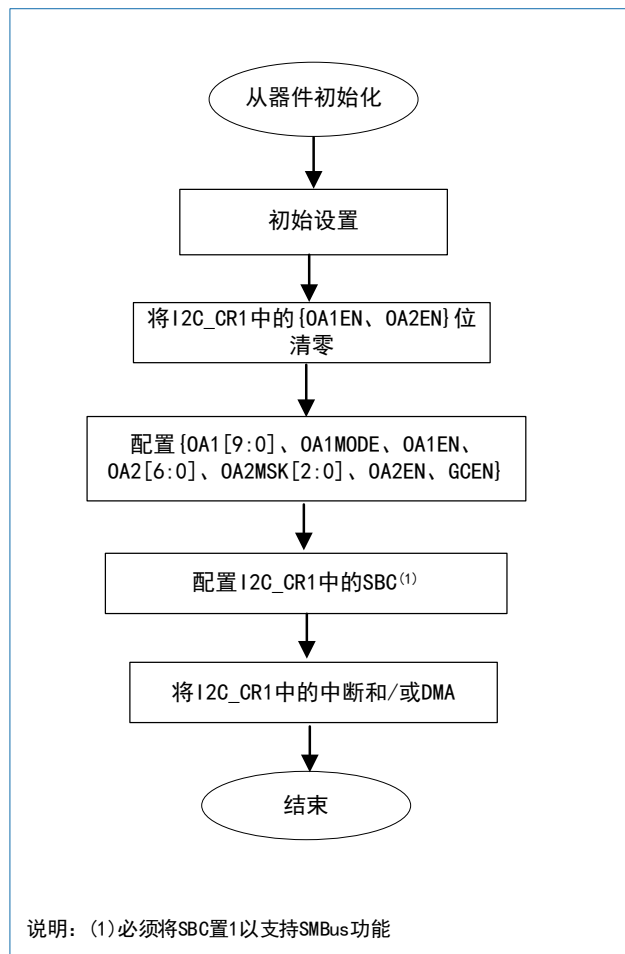 从器件初始化
初始设置
将I2C_CR1中的{OA1EN、OA2EN}位
清零
配置{OA1[9:0]、OA1MODE、OA1EN、
OA2[6:0]、OA2MSK[2:0]、OA2EN、GCEN}
配置I2C_CR1中的SBC(1)
将I2C_CR1中的中断和/或DMA
结束
说明：(1)必须将SBC置1以支持SMBus功能